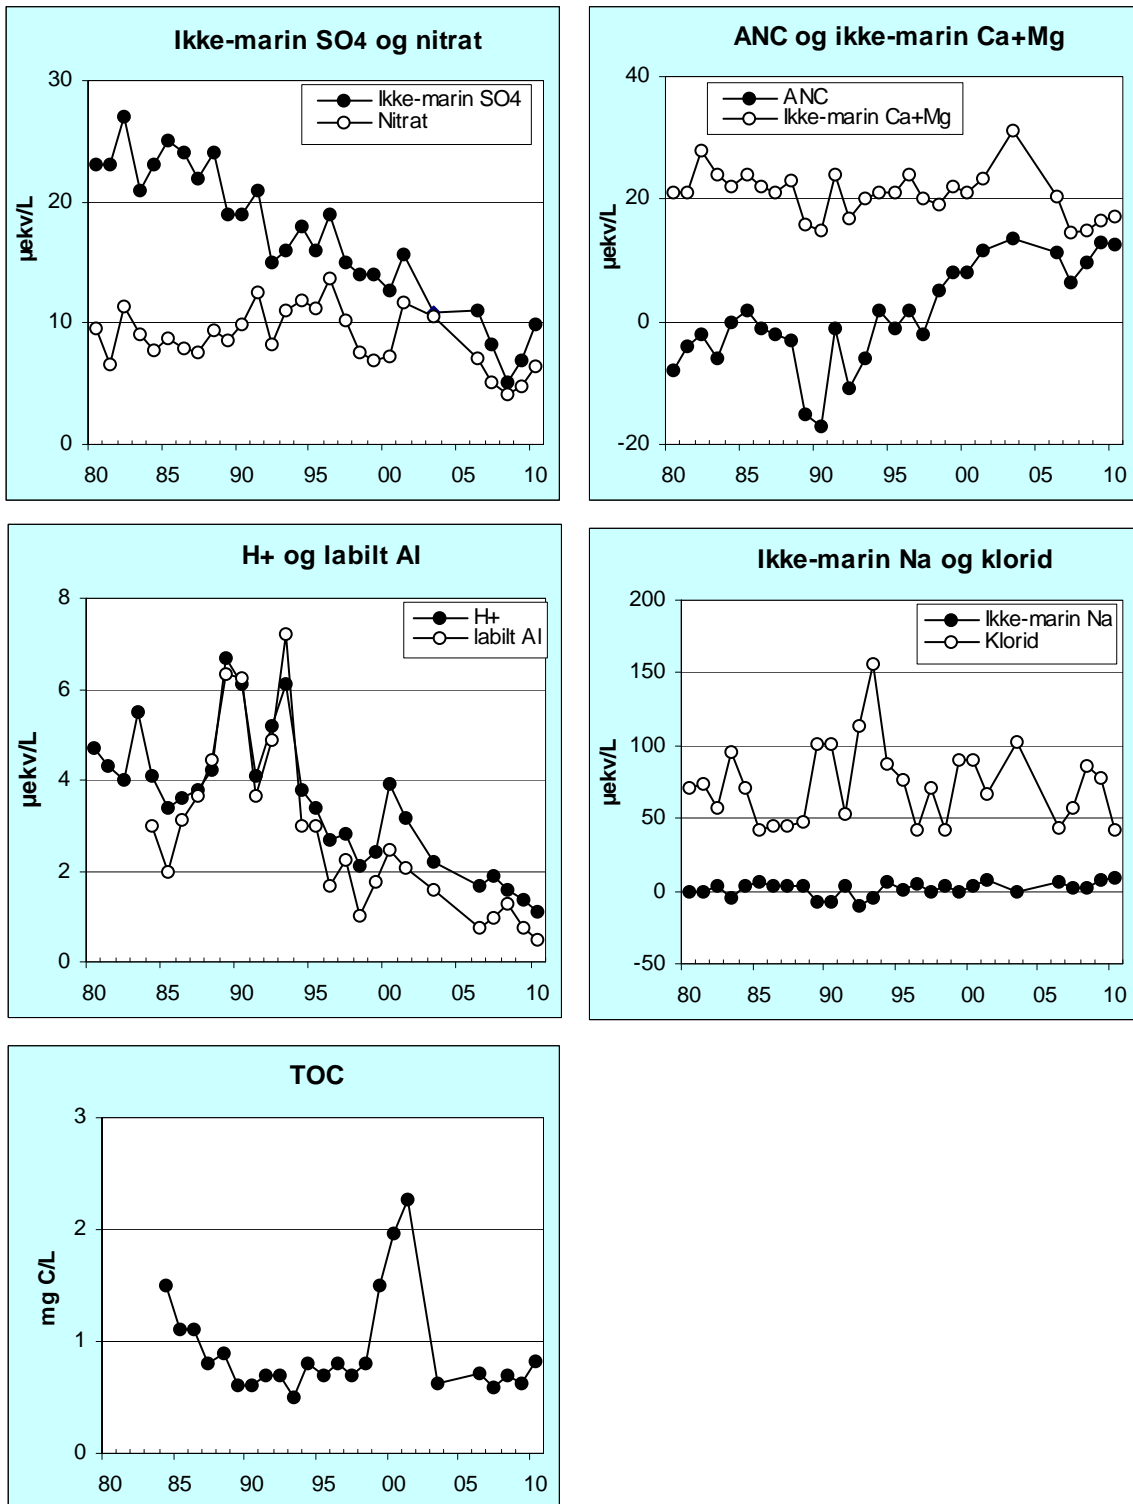 Ikke-marin SO4 og nitrat
30
20
10
0
µekv/L
Ikke-marin SO4
Nitrat
80 85 90 95 00 05 10
ANC og ikke-marin Ca+Mg
40
20
0
-20
µekv/L
ANC
Ikke-marin Ca+Mg
80 85 90 95 00 05 10
H+ og labilt Al
8
6
4
2
0
µekv/L
H+
labilt Al
80 85 90 95 00 05 10
Ikke-marin Na og klorid
200
150
100
50
0
-50
µekv/L
Ikke-marin Na
Klorid
80 85 90 95 00 05 10
TOC
3
2
1
0
mg C/L
80 85 90 95 00 05 10